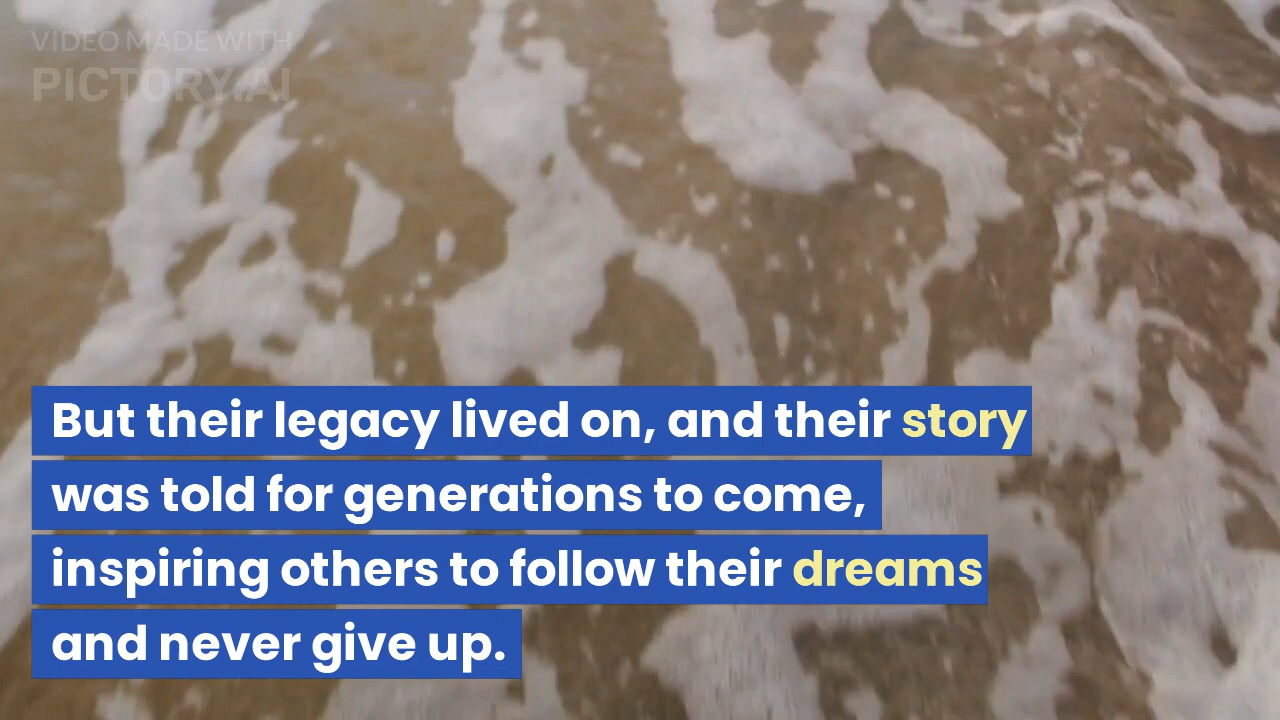 VIDEO MADE WITH
PICTORY.AI
But their legacy lived on, and their story
was told for generations to come,
inspiring others to follow their dreams
and never give up.